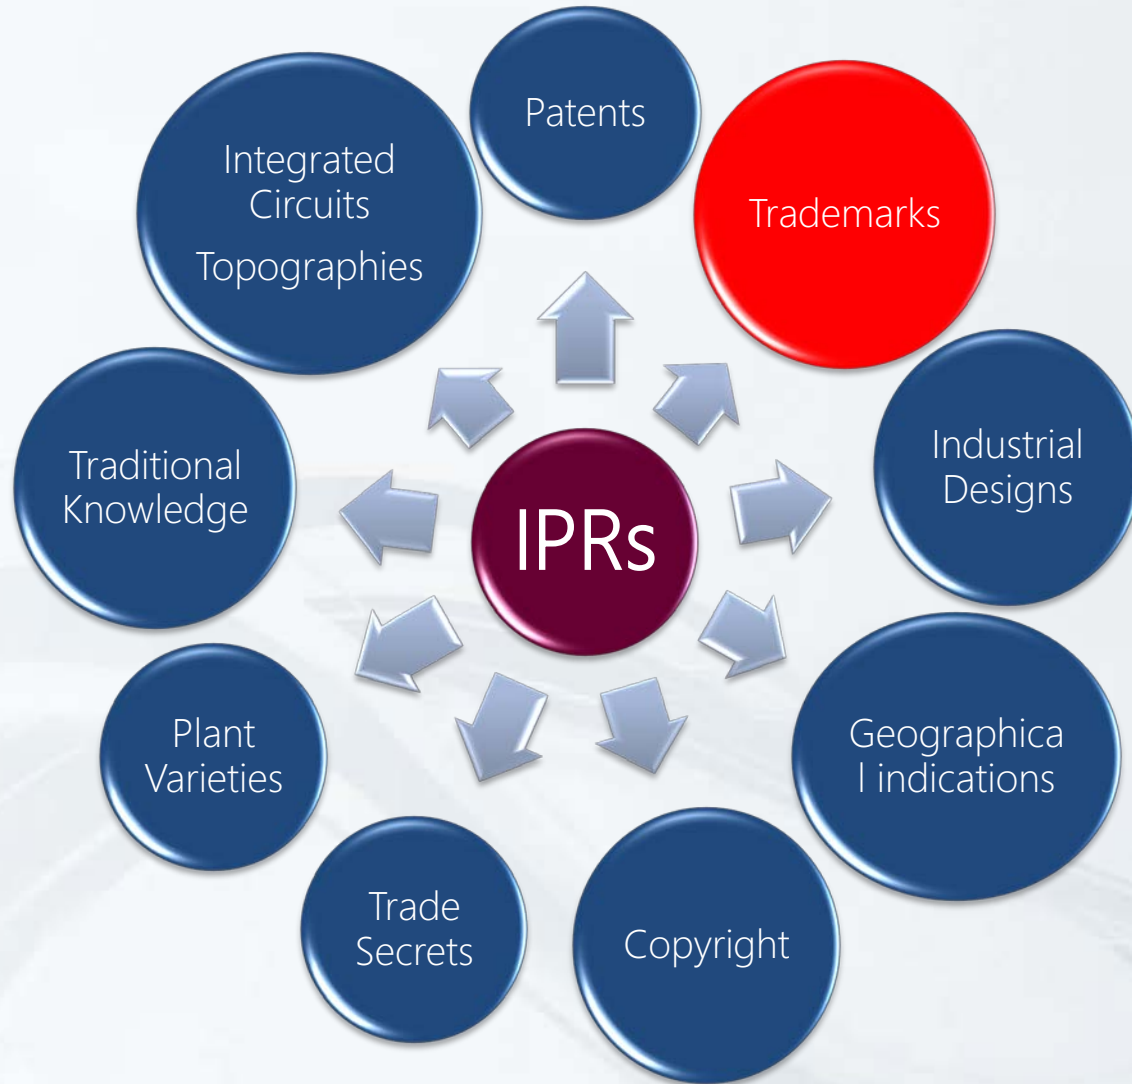 Patents
Trademarks
Industrial
Designs
Geographica
l indications
Copyright
Trade
Secrets
Plant
Varieties
Traditional
Knowledge
Integrated
Circuits
Topographies
IPRs